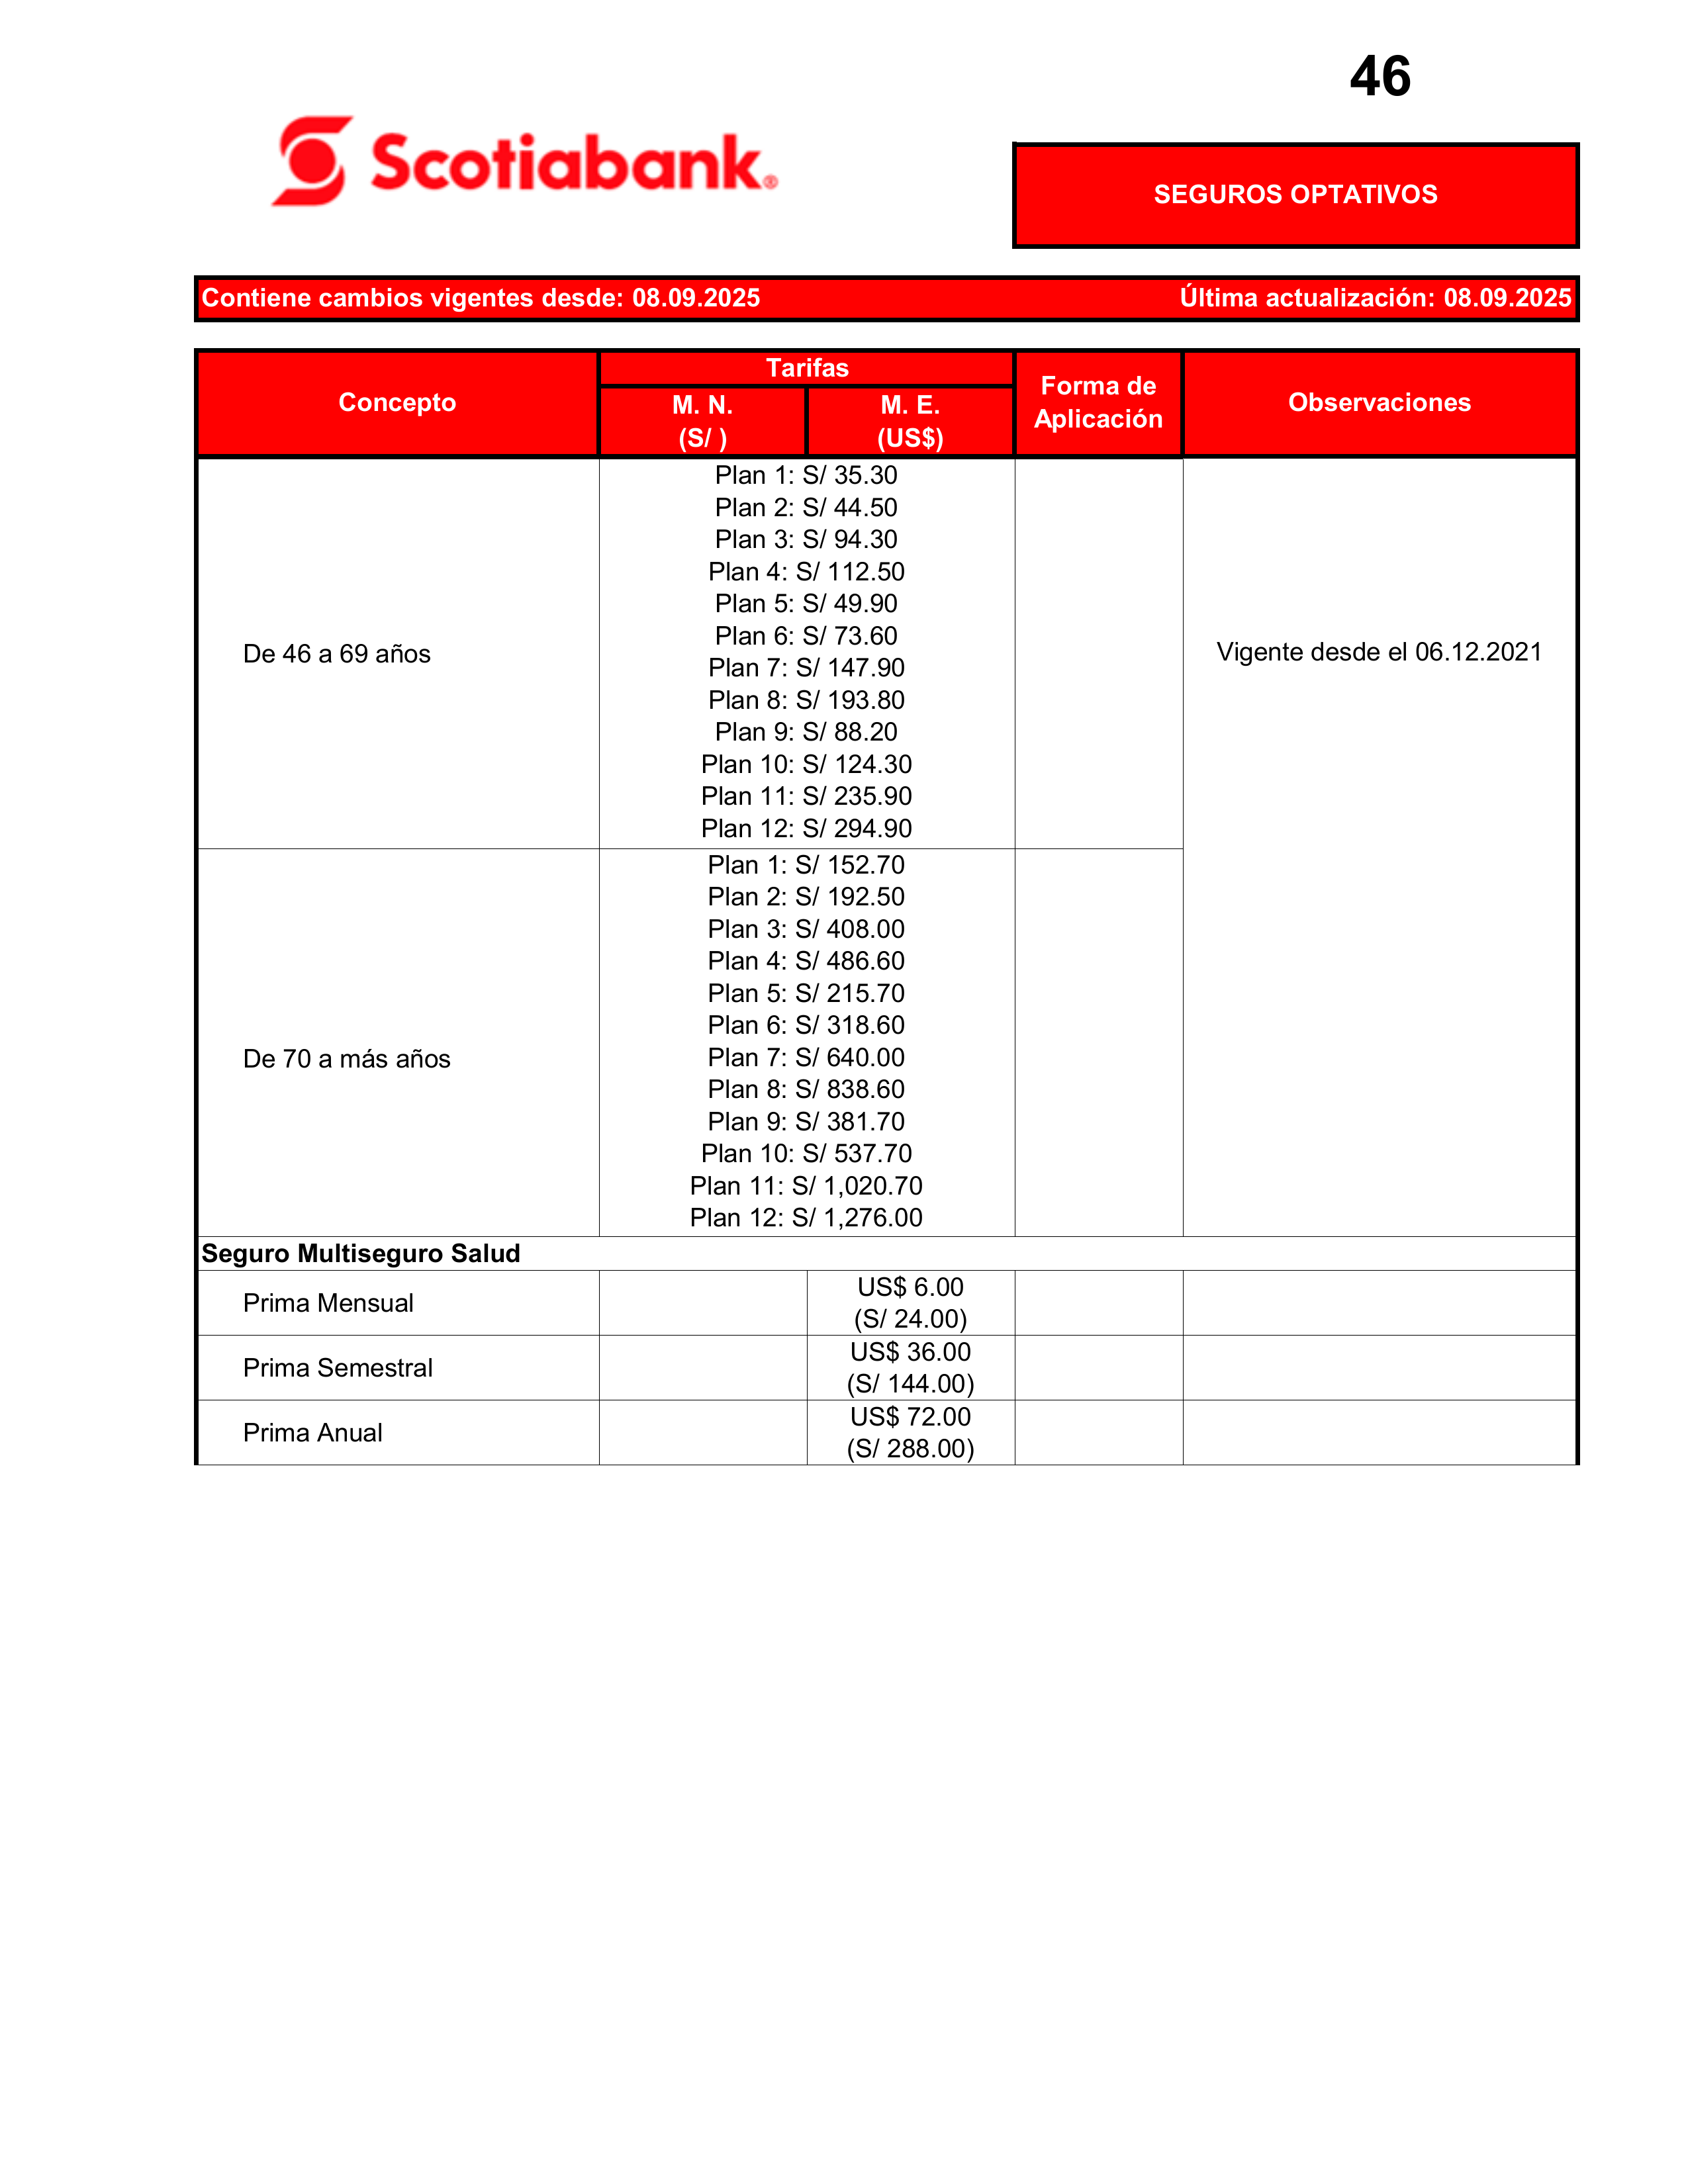 46
Scotiabank®
SEGUROS OPTATIVOS
Contiene cambios vigentes desde: 08.09.2025 Última actualización: 08.09.2025
Concepto
Tarifas
M. N.
(S/ )
M. E.
(US$)
Forma de
Aplicación
Observaciones
De 46 a 69 años
Plan 1: S/ 35.30
Plan 2: S/ 44.50
Plan 3: S/ 94.30
Plan 4: S/ 112.50
Plan 5: S/ 49.90
Plan 6: S/ 73.60
Plan 7: S/ 147.90
Plan 8: S/ 193.80
Plan 9: S/ 88.20
Plan 10: S/ 124.30
Plan 11: S/ 235.90
Plan 12: S/ 294.90
Vigente desde el 06.12.2021
De 70 a más años
Plan 1: S/ 152.70
Plan 2: S/ 192.50
Plan 3: S/ 408.00
Plan 4: S/ 486.60
Plan 5: S/ 215.70
Plan 6: S/ 318.60
Plan 7: S/ 640.00
Plan 8: S/ 838.60
Plan 9: S/ 381.70
Plan 10: S/ 537.70
Plan 11: S/ 1,020.70
Plan 12: S/ 1,276.00
Seguro Multiseguro Salud
Prima Mensual
US$ 6.00
(S/ 24.00)
Prima Semestral
US$ 36.00
(S/ 144.00)
Prima Anual
US$ 72.00
(S/ 288.00)